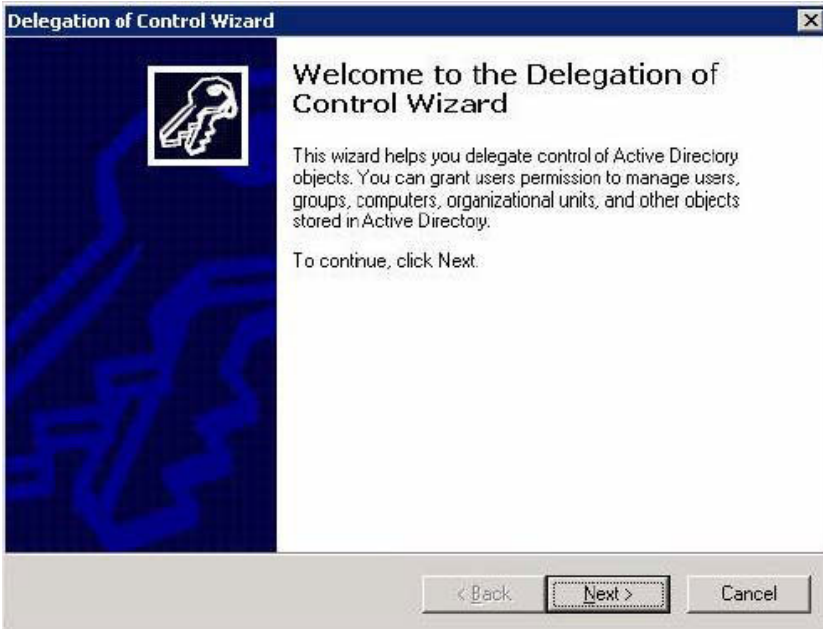 Delegation of Control Wizard
Welcome to the Delegation of
Control Wizard
This wizard helps you delegate control of Active Directory
objects. You can grant users permission to manage users,
groups, computers, organizational units, and other objects
stored in Active Directory.
To continue, click Next.
< Back
Next >
Cancel